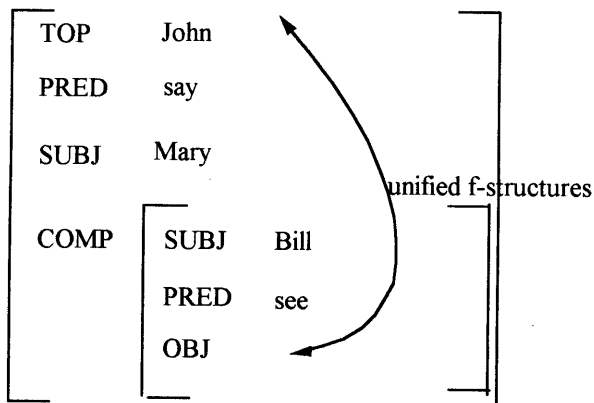 TOP John
PRED say
SUBJ Mary
unified f-structures
COMP SUBJ Bill
PRED see
OBJ